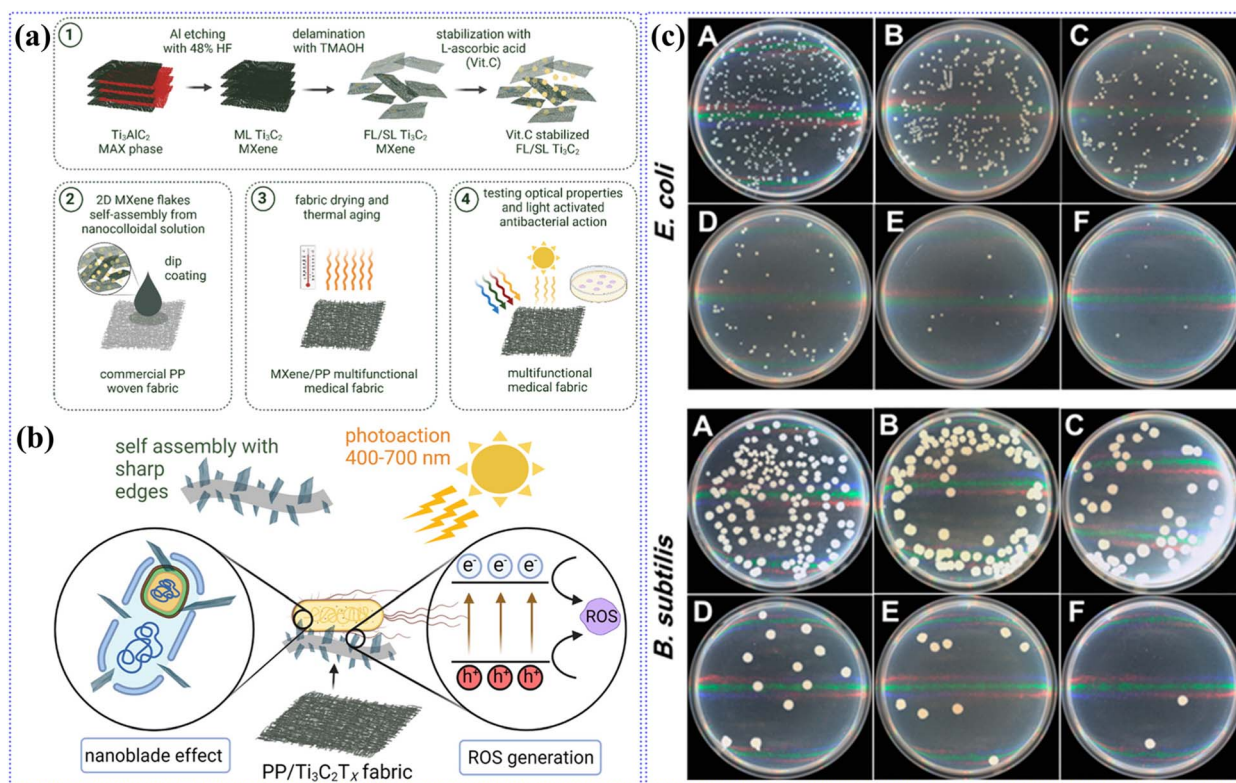 (a)
1
Al etching
with 48% HF
delamination
with TMAOH
stabilization with
L-ascorbic acid
(Vit.C)
Ti₃AlC₂
MAX phase
ML Ti₃C₂
MXene
FL/SL Ti₃C₂
MXene
Vit.C stabilized
FL/SL Ti₃C₂
2
2D MXene flakes
self-assembly from
nanocolloidal solution
dip
coating
commercial PP
woven fabric
3
fabric drying and
thermal aging
MXene/PP multifunctional
medical fabric
4
testing optical properties
and light activated
antibacterial action
multifunctional
medical fabric
(b)
self assembly with
sharp
edges
photoaction
400-700 nm
e⁻ e⁻ e⁻
ROS
h⁺ h⁺ h⁺
nanoblade effect
ROS generation
PP/Ti₃C₂Tₓ fabric
(c)
E. coli
A B C
D E F
B. subtilis
A B C
D E F